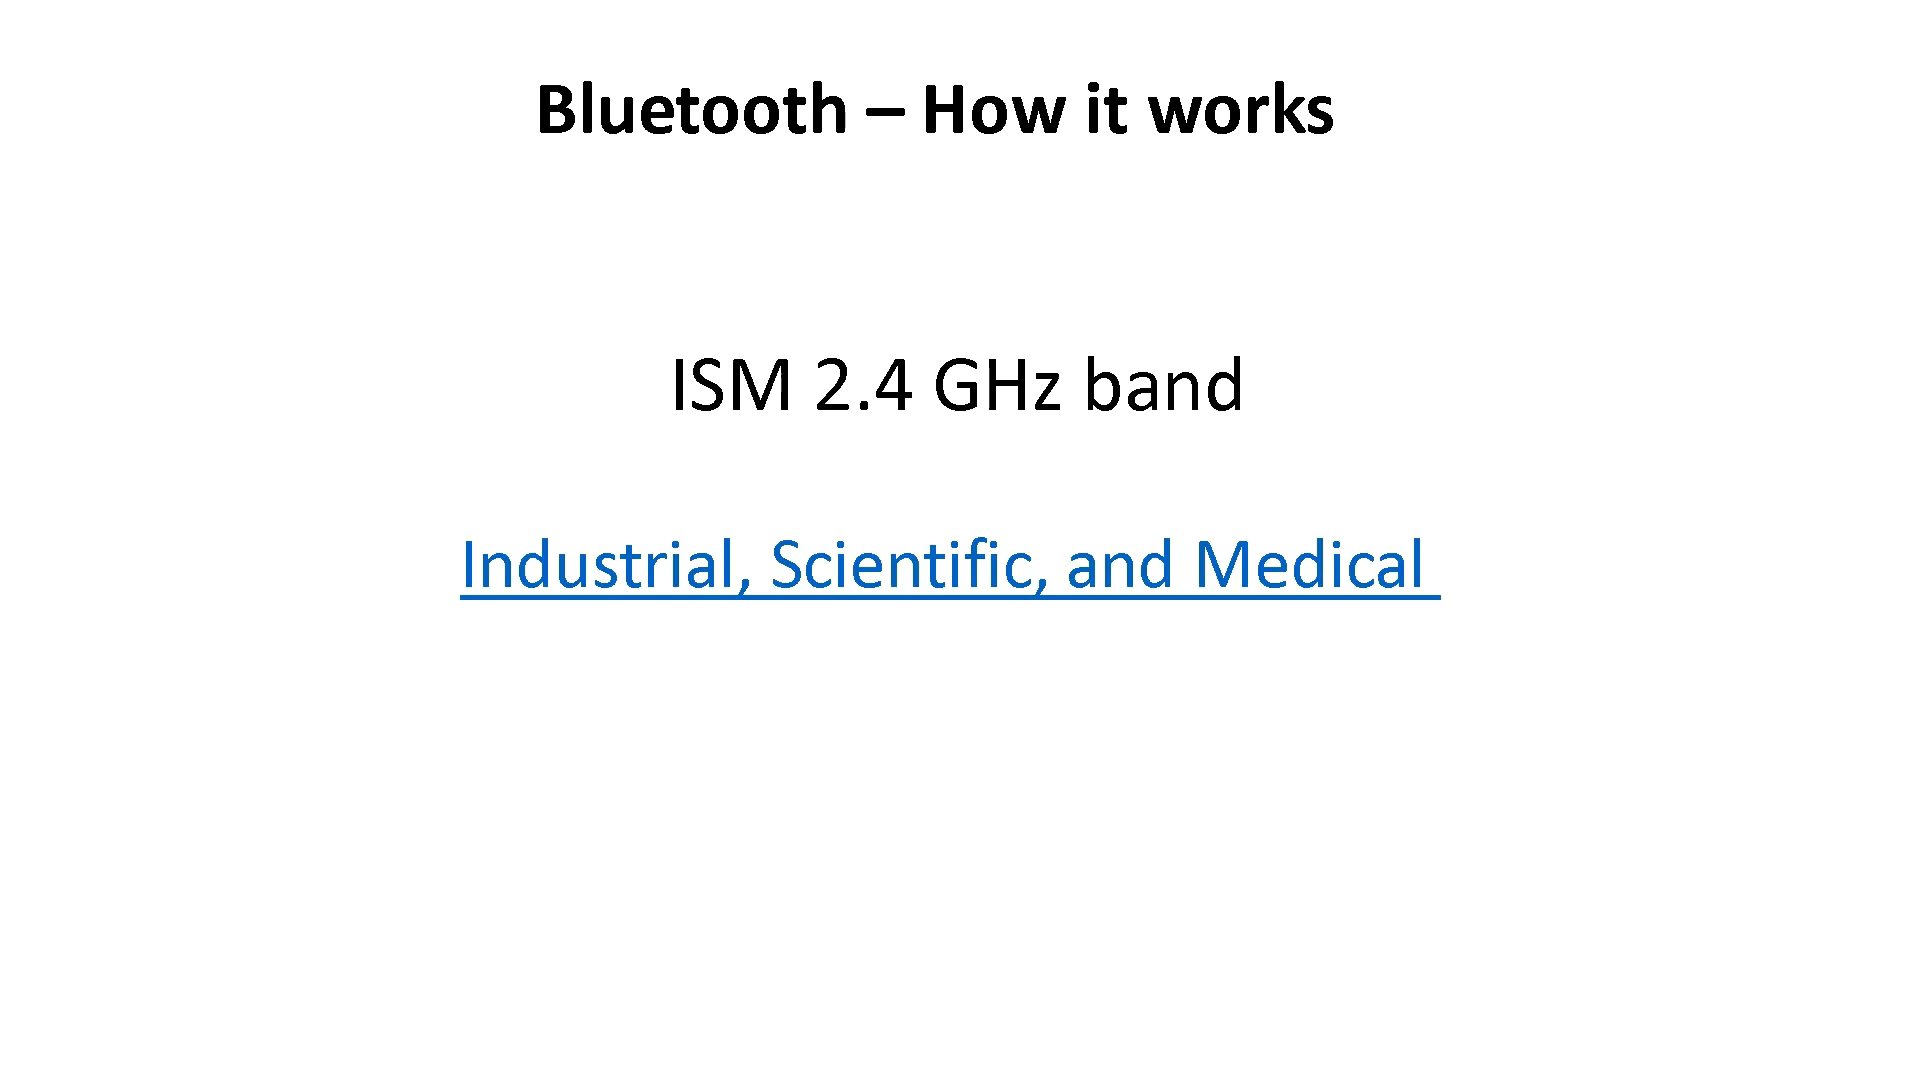 Bluetooth – How it works
ISM 2.4 GHz band
Industrial, Scientific, and Medical